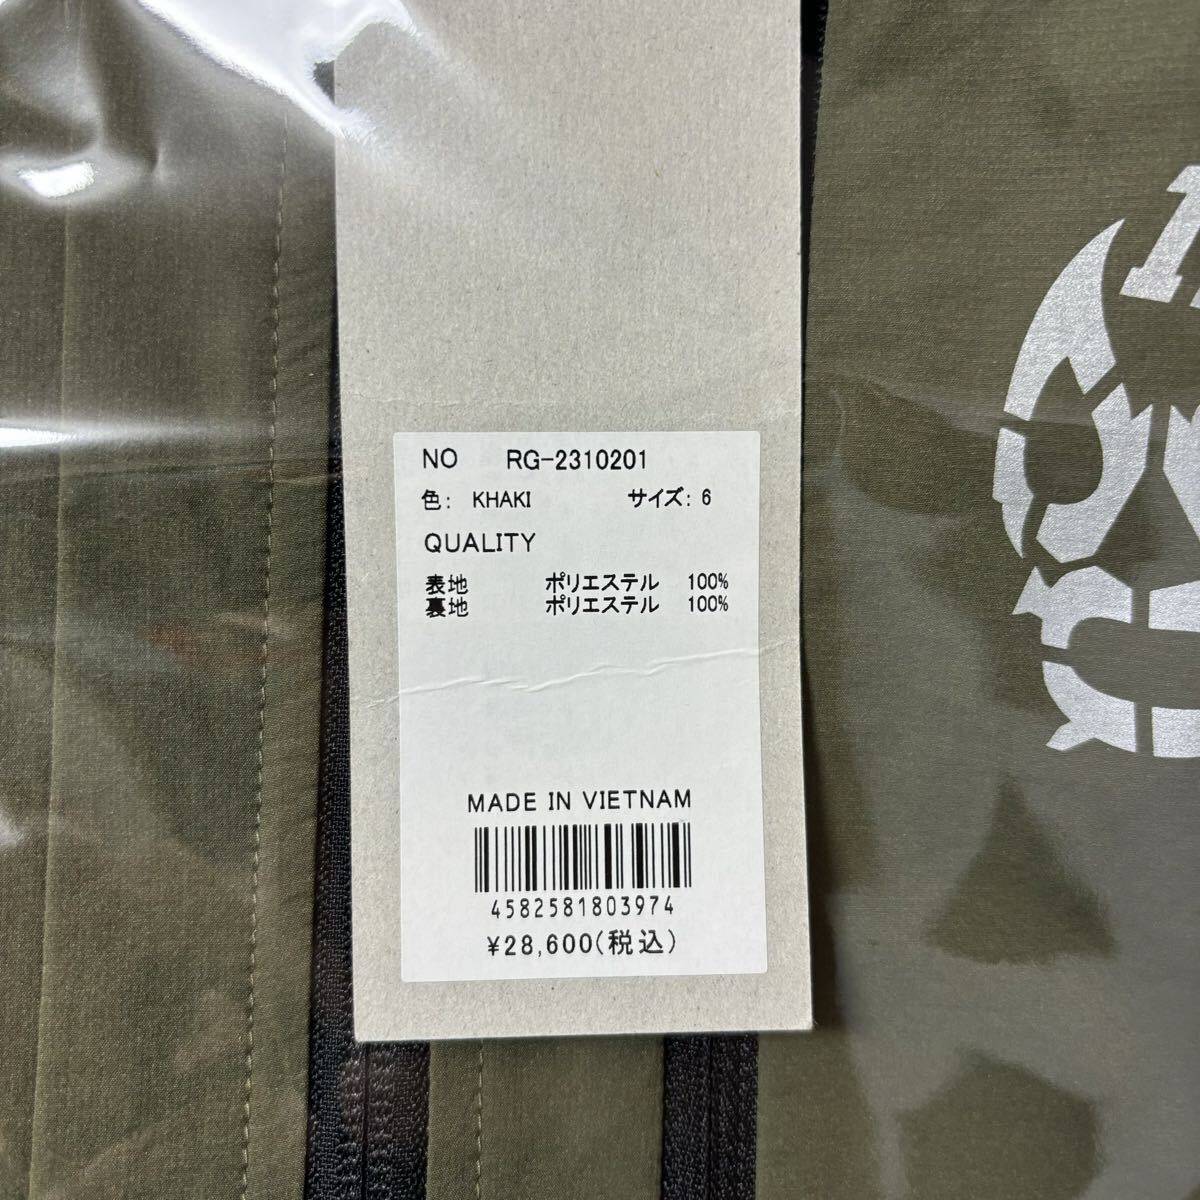 NO RG-2310201
色: KHAKI サイズ: 6
QUALITY
表地 ポリエステル 100%
裏地 ポリエステル 100%
MADE IN VIETNAM
4582581803974
¥28,600(税込)